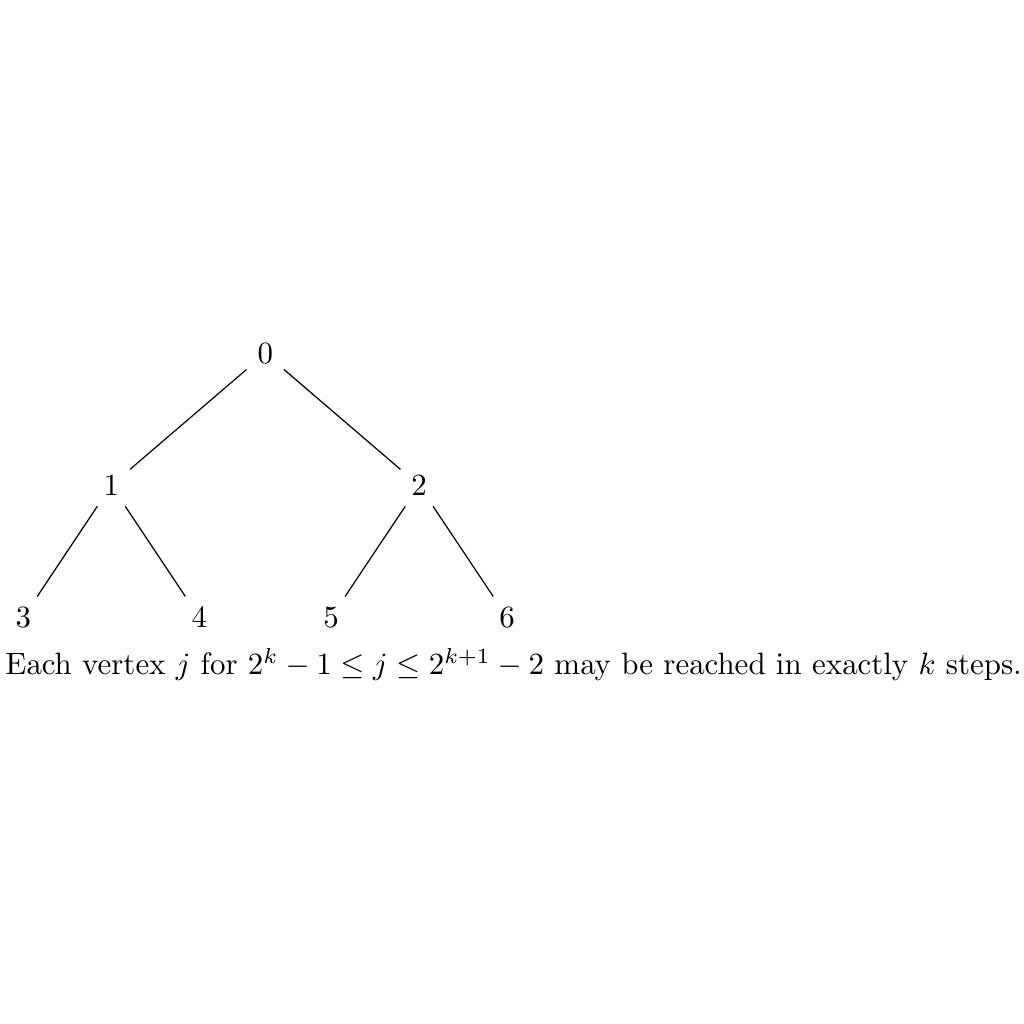 0
1 2
3 4 5 6
Each vertex $j$ for $2^k - 1 \leq j \leq 2^{k+1} - 2$ may be reached in exactly $k$ steps.